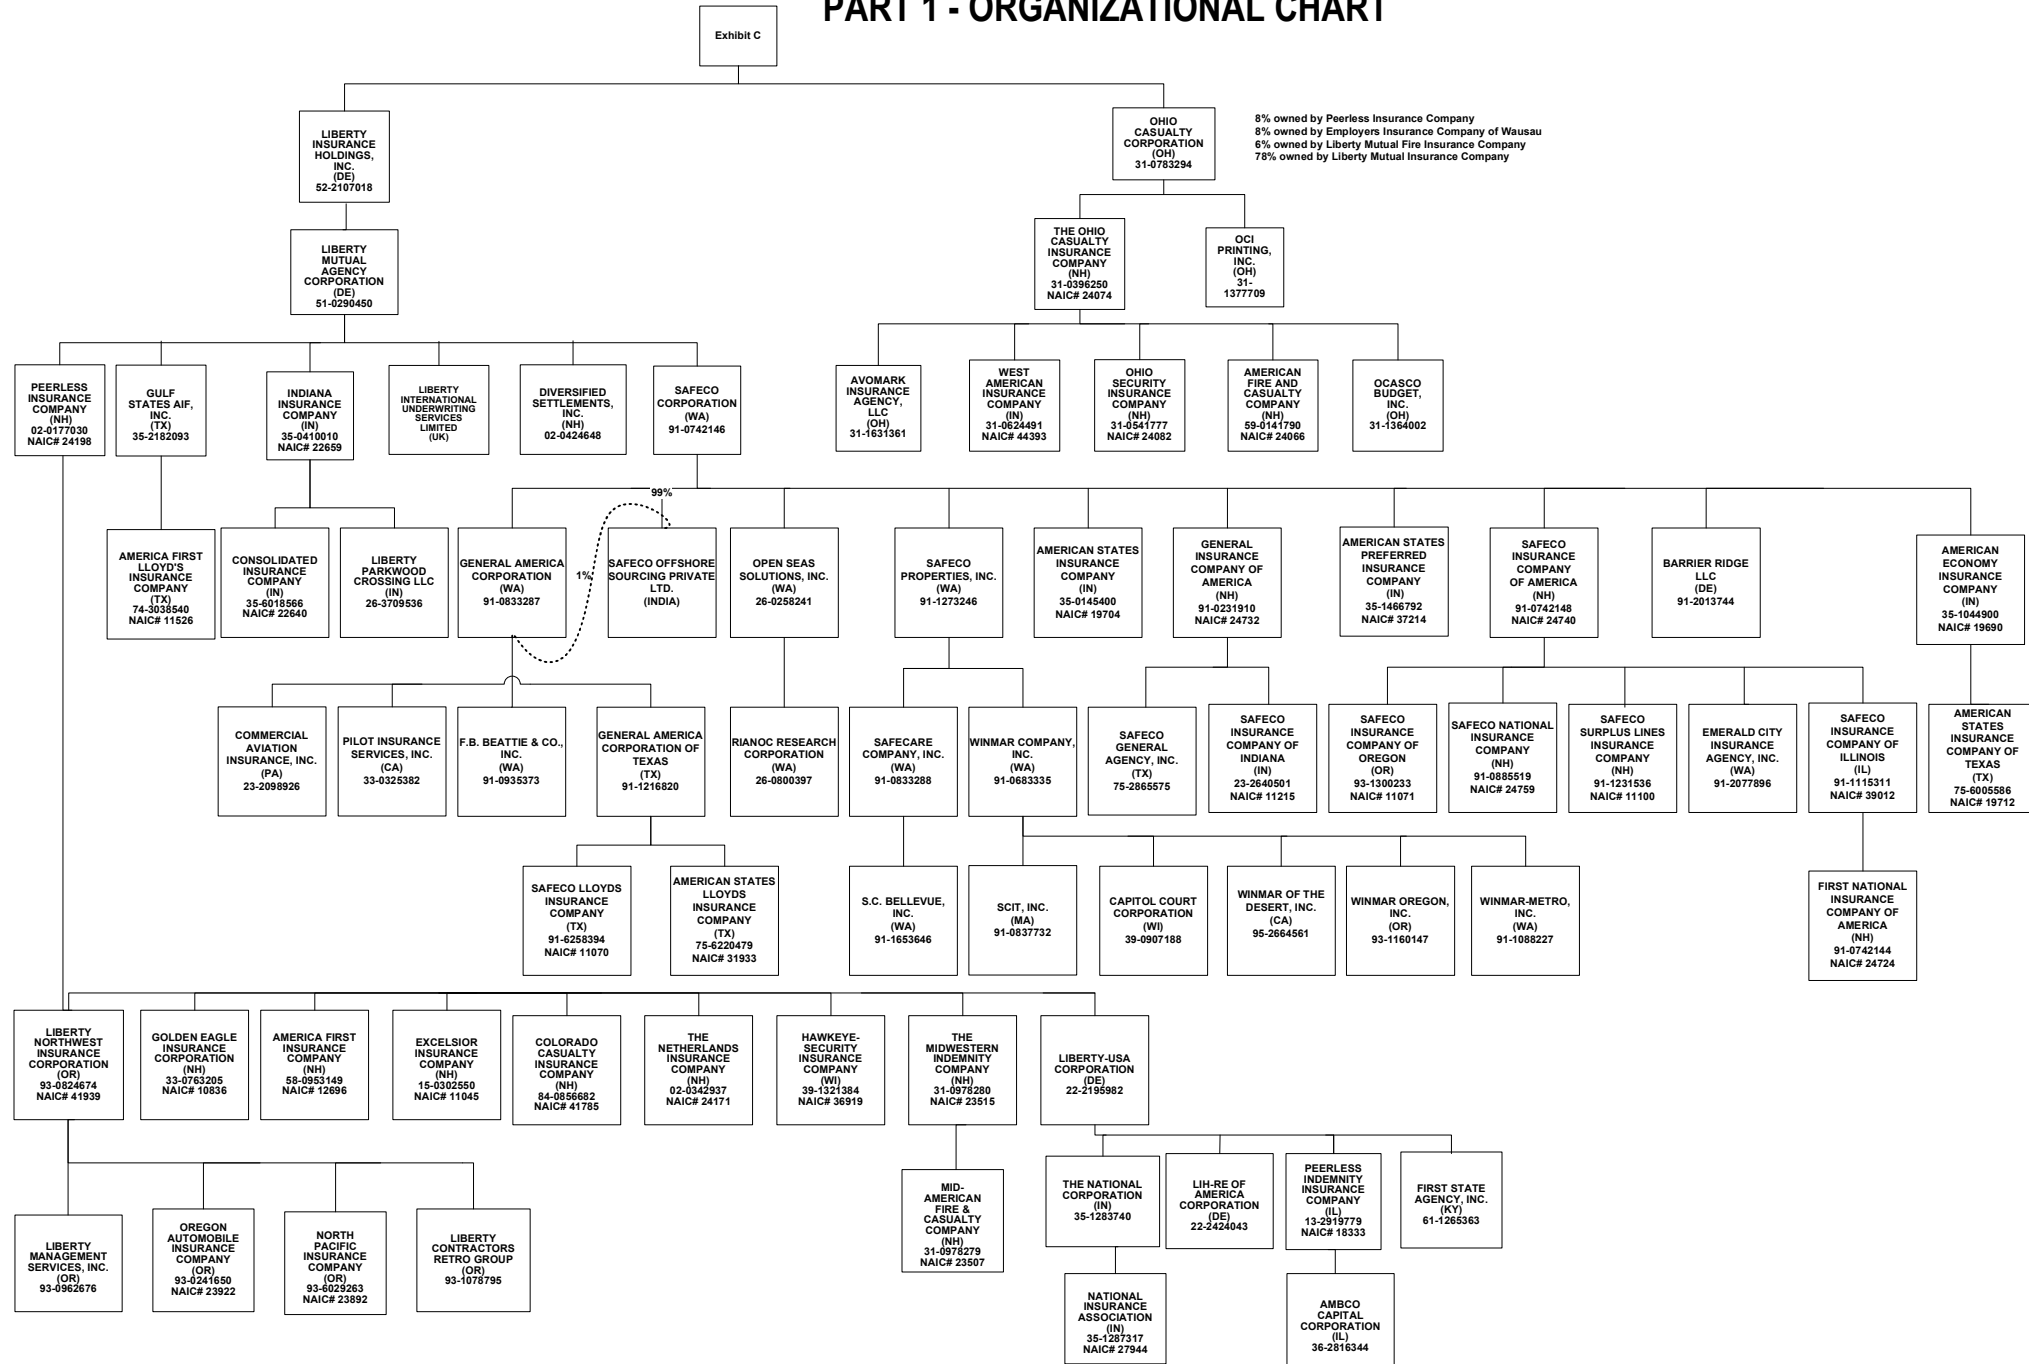 PART 1 - ORGANIZATIONAL CHART
Exhibit C
LIBERTY
INSURANCE
HOLDINGS,
INC.
(DE)
52-2107018
OHIO
CASUALTY
CORPORATION
(OH)
31-0783294
8% owned by Peerless Insurance Company
8% owned by Employers Insurance Company of Wausau
6% owned by Liberty Mutual Fire Insurance Company
78% owned by Liberty Mutual Insurance Company
LIBERTY
MUTUAL
AGENCY
CORPORATION
(DE)
51-0290450
THE OHIO
CASUALTY
INSURANCE
COMPANY
(NH)
31-0396250
NAIC# 24074
OCI
PRINTING,
INC.
(OH)
31-
1377709
PEERLESS
INSURANCE
COMPANY
(NH)
02-0177030
NAIC# 24198
GULF
STATES AIF,
INC.
(TX)
35-2182093
INDIANA
INSURANCE
COMPANY
(IN)
35-0410010
NAIC# 22659
LIBERTY
INTERNATIONAL
UNDERWRITING
SERVICES
LIMITED
(UK)
DIVERSIFIED
SETTLEMENTS,
INC.
(NH)
02-0424648
SAFECO
CORPORATION
(WA)
91-0742146
AVOMARK
INSURANCE
AGENCY,
LLC
(OH)
31-1631361
WEST
AMERICAN
INSURANCE
COMPANY
(IN)
31-0624491
NAIC# 44393
OHIO
SECURITY
INSURANCE
COMPANY
(NH)
31-0541777
NAIC# 24082
AMERICAN
FIRE AND
CASUALTY
COMPANY
(NH)
59-0141790
NAIC# 24066
OCASCO
BUDGET,
INC.
(OH)
31-1364002
99%
1%
AMERICA FIRST
LLOYD'S
INSURANCE
COMPANY
(TX)
74-3038540
NAIC# 11526
CONSOLIDATED
INSURANCE
COMPANY
(IN)
35-6018566
NAIC# 22640
LIBERTY
PARKWOOD
CROSSING LLC
(IN)
26-3709536
GENERAL AMERICA
CORPORATION
(WA)
91-0833287
SAFECO OFFSHORE
SOURCING PRIVATE
LTD.
(INDIA)
OPEN SEAS
SOLUTIONS, INC.
(WA)
26-0258241
SAFECO
PROPERTIES, INC.
(WA)
91-1273246
AMERICAN STATES
INSURANCE
COMPANY
(IN)
35-0145400
NAIC# 19704
GENERAL
INSURANCE
COMPANY OF
AMERICA
(NH)
91-0231910
NAIC# 24732
AMERICAN STATES
PREFERRED
INSURANCE
COMPANY
(IN)
35-1466792
NAIC# 37214
SAFECO
INSURANCE
COMPANY
OF AMERICA
(NH)
91-0742148
NAIC# 24740
BARRIER RIDGE
LLC
(DE)
91-2013744
AMERICAN
ECONOMY
INSURANCE
COMPANY
(IN)
35-1044900
NAIC# 19690
COMMERCIAL
AVIATION
INSURANCE, INC.
(PA)
23-2098926
PILOT INSURANCE
SERVICES, INC.
(CA)
33-0325382
F.B. BEATTIE & CO.,
INC.
(WA)
91-0935373
GENERAL AMERICA
CORPORATION OF
TEXAS
(TX)
91-1216820
RIANOC RESEARCH
CORPORATION
(WA)
26-0800397
SAFECARE
COMPANY, INC.
(WA)
91-0833288
WINMAR COMPANY,
INC.
(WA)
91-0683335
SAFECO
GENERAL
AGENCY, INC.
(TX)
75-2865575
SAFECO
INSURANCE
COMPANY OF
INDIANA
(IN)
23-2640501
NAIC# 11215
SAFECO
INSURANCE
COMPANY OF
OREGON
(OR)
93-1300233
NAIC# 11071
SAFECO NATIONAL
INSURANCE
COMPANY
(NH)
91-0885519
NAIC# 24759
SAFECO
SURPLUS LINES
INSURANCE
COMPANY
(NH)
91-1231536
NAIC# 11100
EMERALD CITY
INSURANCE
AGENCY, INC.
(WA)
91-2077896
SAFECO
INSURANCE
COMPANY OF
ILLINOIS
(IL)
91-1115311
NAIC# 39012
AMERICAN
STATES
INSURANCE
COMPANY OF
TEXAS
(TX)
75-6005586
NAIC# 19712
SAFECO LLOYDS
INSURANCE
COMPANY
(TX)
91-6258394
NAIC# 11070
AMERICAN STATES
LLOYDS
INSURANCE
COMPANY
(TX)
75-6220479
NAIC# 31933
S.C. BELLEVUE,
INC.
(WA)
91-1653646
SCIT, INC.
(MA)
91-0837732
CAPITOL COURT
CORPORATION
(WI)
39-0907188
WINMAR OF THE
DESERT, INC.
(CA)
95-2664561
WINMAR OREGON,
INC.
(OR)
93-1160147
WINMAR-METRO,
INC.
(WA)
91-1088227
FIRST NATIONAL
INSURANCE
COMPANY OF
AMERICA
(NH)
91-0742144
NAIC# 24724
LIBERTY
NORTHWEST
INSURANCE
CORPORATION
(OR)
93-0824674
NAIC# 41939
GOLDEN EAGLE
INSURANCE
CORPORATION
(NH)
33-0763205
NAIC# 10836
AMERICA FIRST
INSURANCE
COMPANY
(NH)
58-0953149
NAIC# 12696
EXCELSIOR
INSURANCE
COMPANY
(NH)
15-0302550
NAIC# 11045
COLORADO
CASUALTY
INSURANCE
COMPANY
(NH)
84-0856682
NAIC# 41785
THE
NETHERLANDS
INSURANCE
COMPANY
(NH)
02-0342937
NAIC# 24171
HAWKEYE-
SECURITY
INSURANCE
COMPANY
(WI)
39-1321384
NAIC# 36919
THE
MIDWESTERN
INDEMNITY
COMPANY
(NH)
31-0978280
NAIC# 23515
LIBERTY-USA
CORPORATION
(DE)
22-2195982
LIBERTY
MANAGEMENT
SERVICES, INC.
(OR)
93-0962676
OREGON
AUTOMOBILE
INSURANCE
COMPANY
(OR)
93-0241650
NAIC# 23922
NORTH
PACIFIC
INSURANCE
COMPANY
(OR)
93-6029263
NAIC# 23892
LIBERTY
CONTRACTORS
RETRO GROUP
(OR)
93-1078795
MID-
AMERICAN
FIRE &
CASUALTY
COMPANY
(NH)
31-0978279
NAIC# 23507
THE NATIONAL
CORPORATION
(IN)
35-1283740
LIH-RE OF
AMERICA
CORPORATION
(DE)
22-2424043
PEERLESS
INDEMNITY
INSURANCE
COMPANY
(IL)
13-2919779
NAIC# 18333
FIRST STATE
AGENCY, INC.
(KY)
61-1265363
NATIONAL
INSURANCE
ASSOCIATION
(IN)
35-1287317
NAIC# 27944
AMBCO
CAPITAL
CORPORATION
(IL)
36-2816344